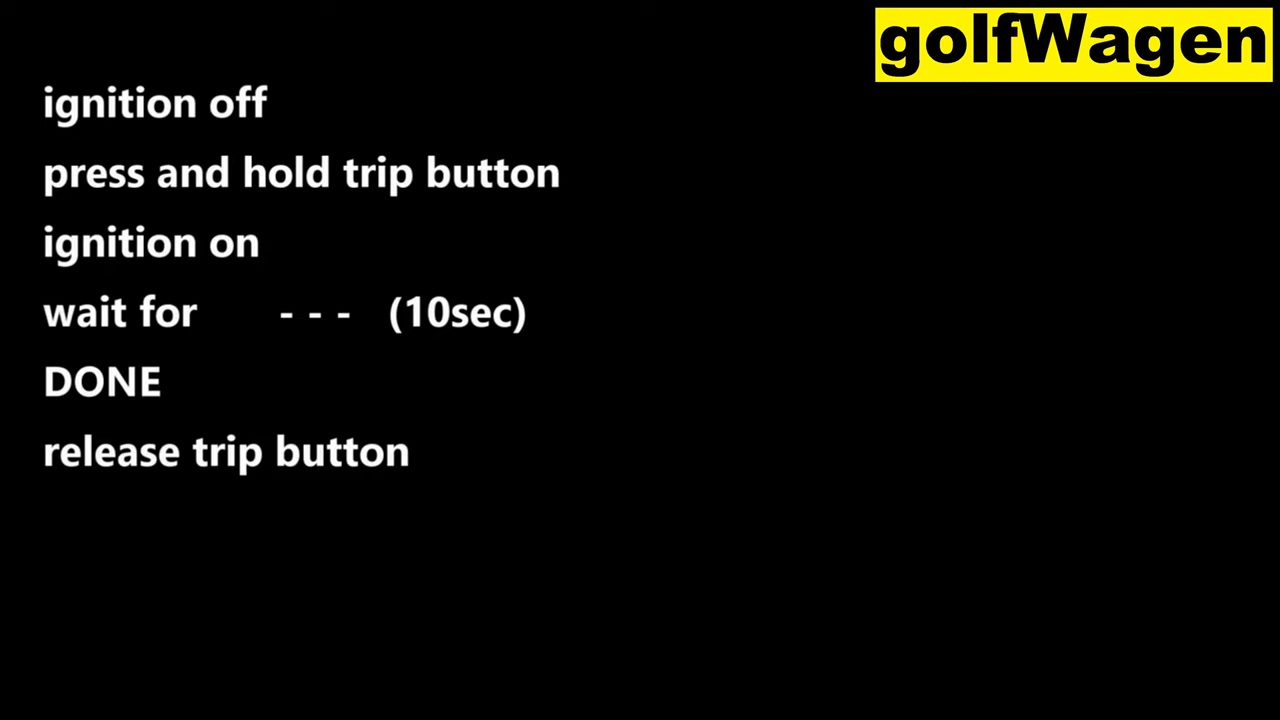 golfWagen
ignition off
press and hold trip button
ignition on
wait for - - - (10sec)
DONE
release trip button